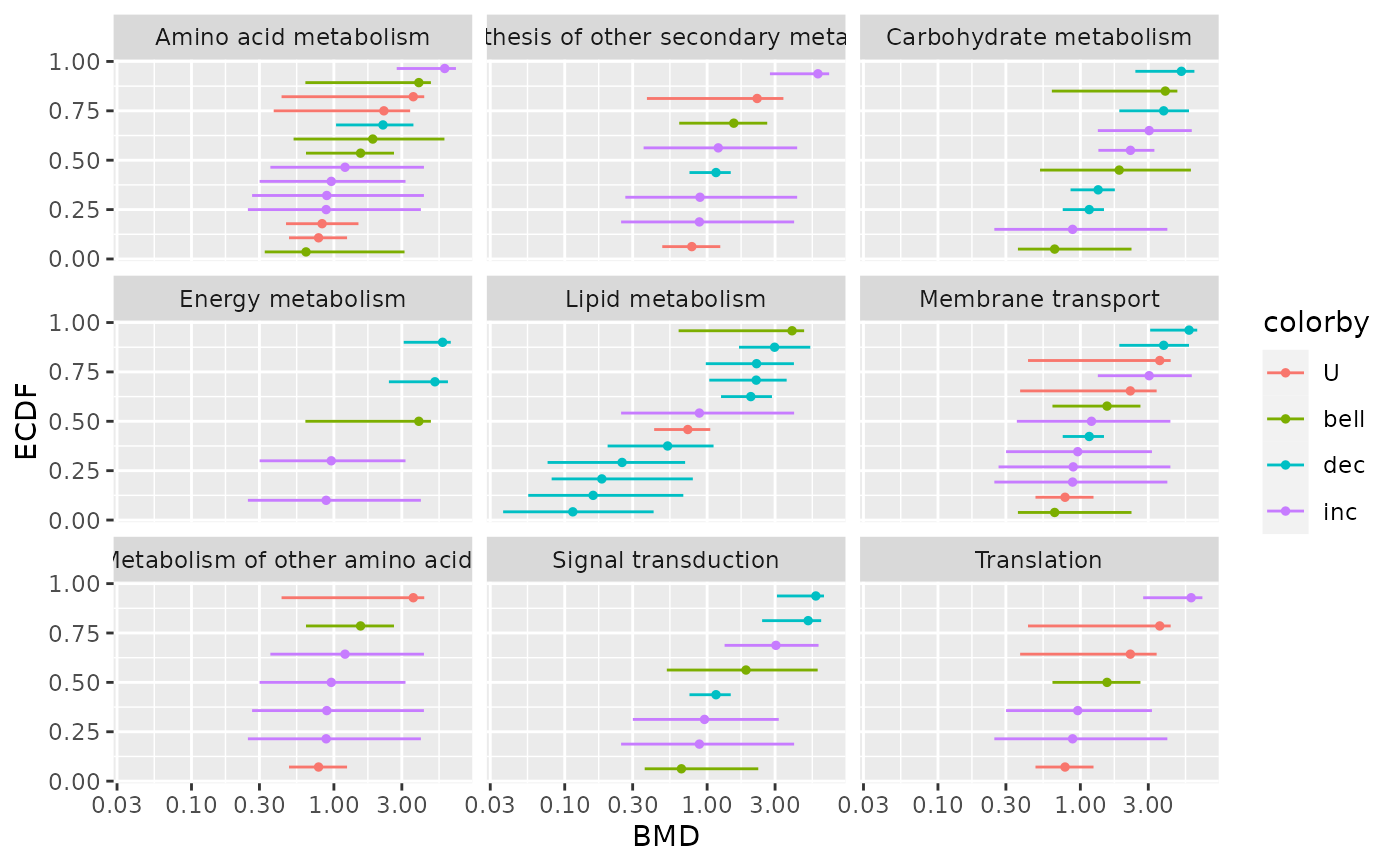 Amino acid metabolism
thesis of other secondary meta
Carbohydrate metabolism
1.00
0.75
0.50
0.25
0.00
Energy metabolism
Lipid metabolism
Membrane transport
1.00
0.75
0.50
0.25
0.00
ECDF
colorby
U
bell
dec
inc
Metabolism of other amino acid
Signal transduction
Translation
1.00
0.75
0.50
0.25
0.00
0.03 0.10 0.30 1.00 3.00
0.03 0.10 0.30 1.00 3.00
0.03 0.10 0.30 1.00 3.00
BMD